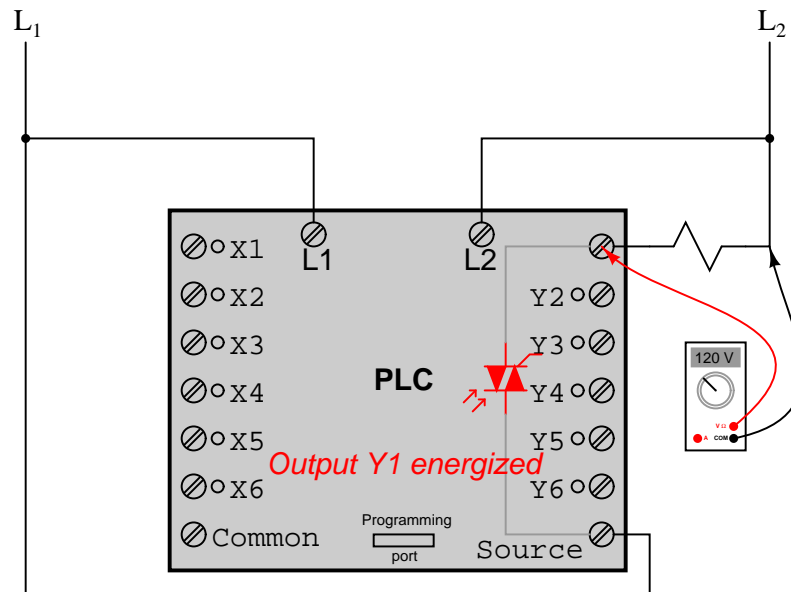 L1
L2
L1
L2
X1
X2
X3
X4
X5
X6
Common
PLC
Output Y1 energized
Programming
port
Y2
Y3
Y4
Y5
Y6
Source
120 V
V Ω
A
COM